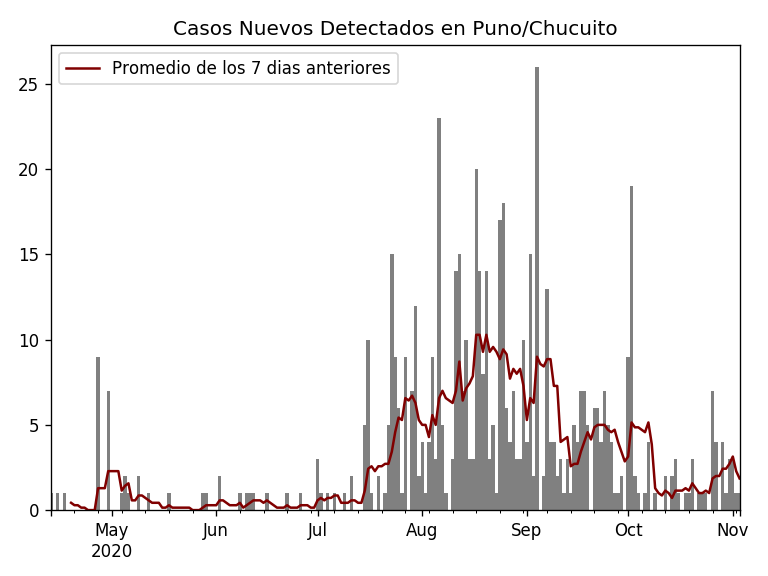 Casos Nuevos Detectados en Puno/Chucuito
Promedio de los 7 dias anteriores
25
20
15
10
5
0
May Jun Jul Aug Sep Oct Nov
2020